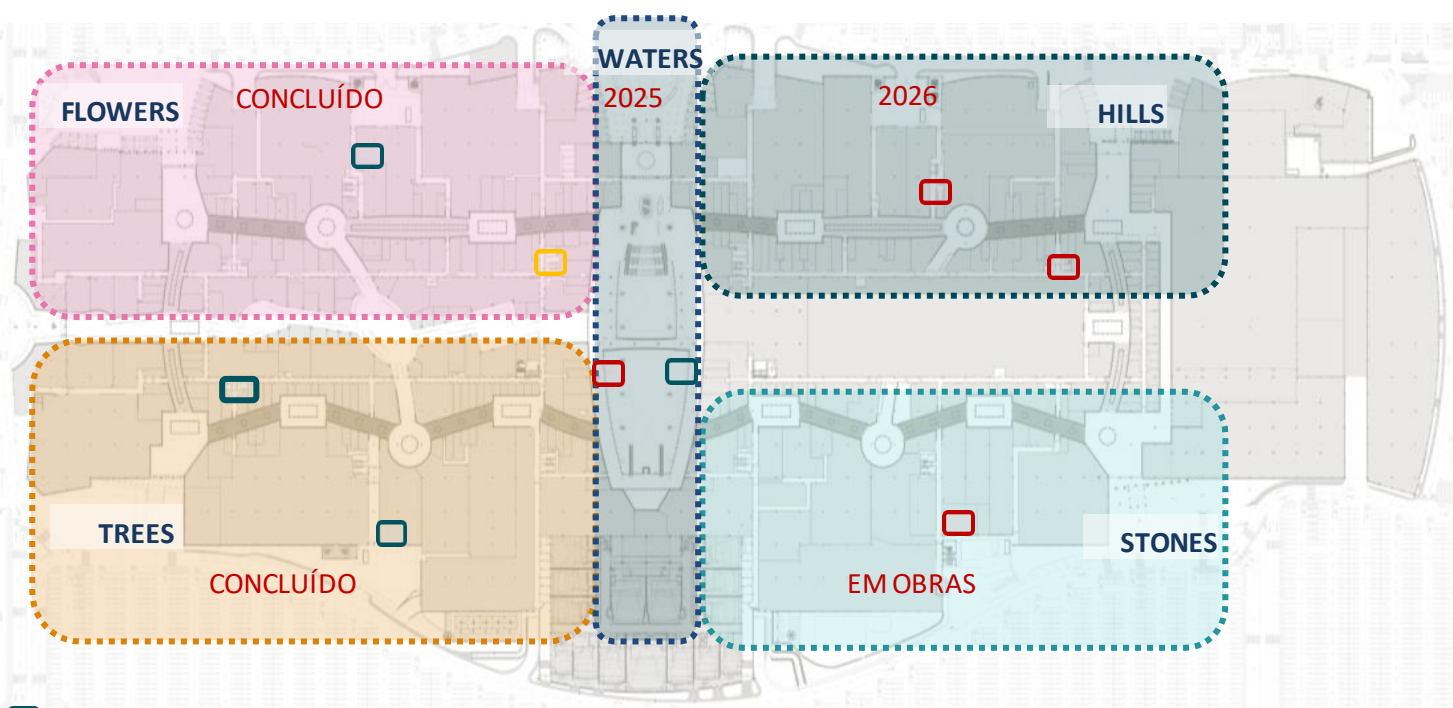 FLOWERS
CONCLUÍDO
WATERS
2025
2026
HILLS
TREES
CONCLUÍDO
EM OBRAS
STONES